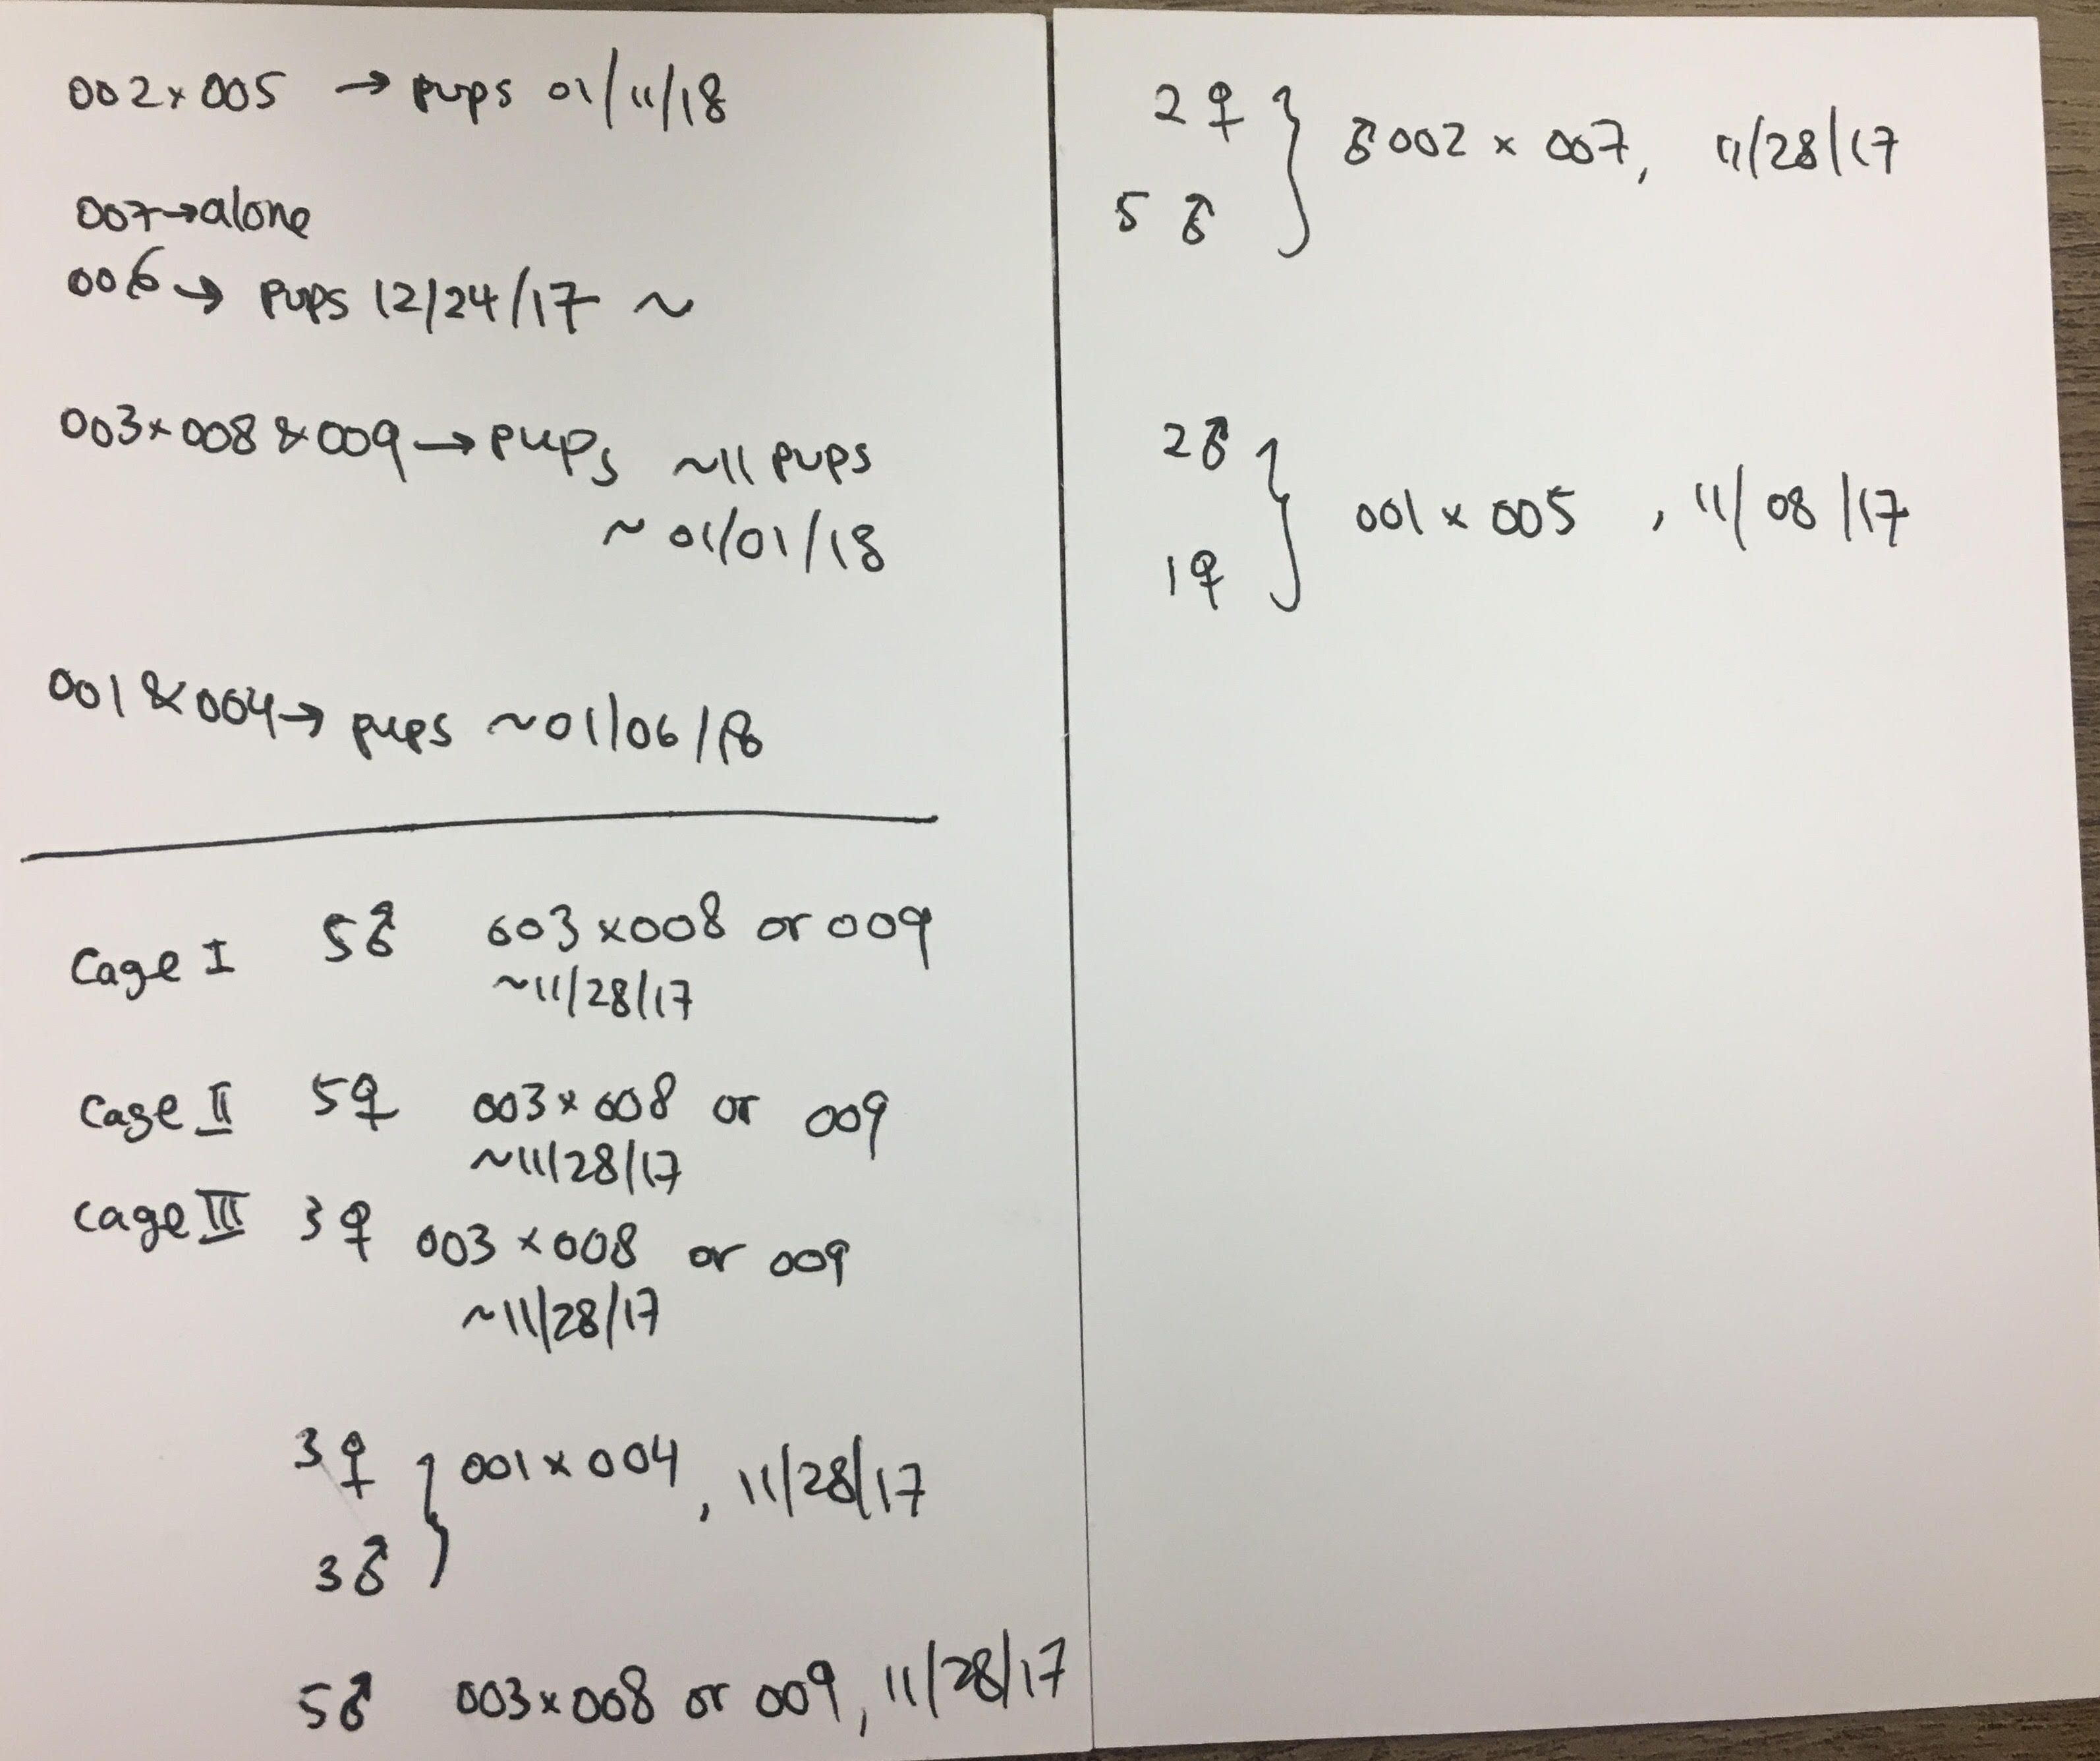 002 x 005 → pups 01/11/18
007 → alone
006 → pups 12/24/17 ~
003 x 008 & 009 → pups ~11 pups
~ 01/01/18
001 & 004 → pups ~01/06/18
Cage I 5♂ 003 x 008 or 009
~11/28/17
Cage II 5♀ 003 x 008 or 009
~11/28/17
Cage III 3♀ 003 x 008 or 009
~11/28/17
3♀
} 001 x 004, 11/28/17
3♂
5♂ 003 x 008 or 009, 11/28/17
2♀
} ♂002 x 007, 11/28/17
5♂
2♂
} 001 x 005, 11/08/17
1♀